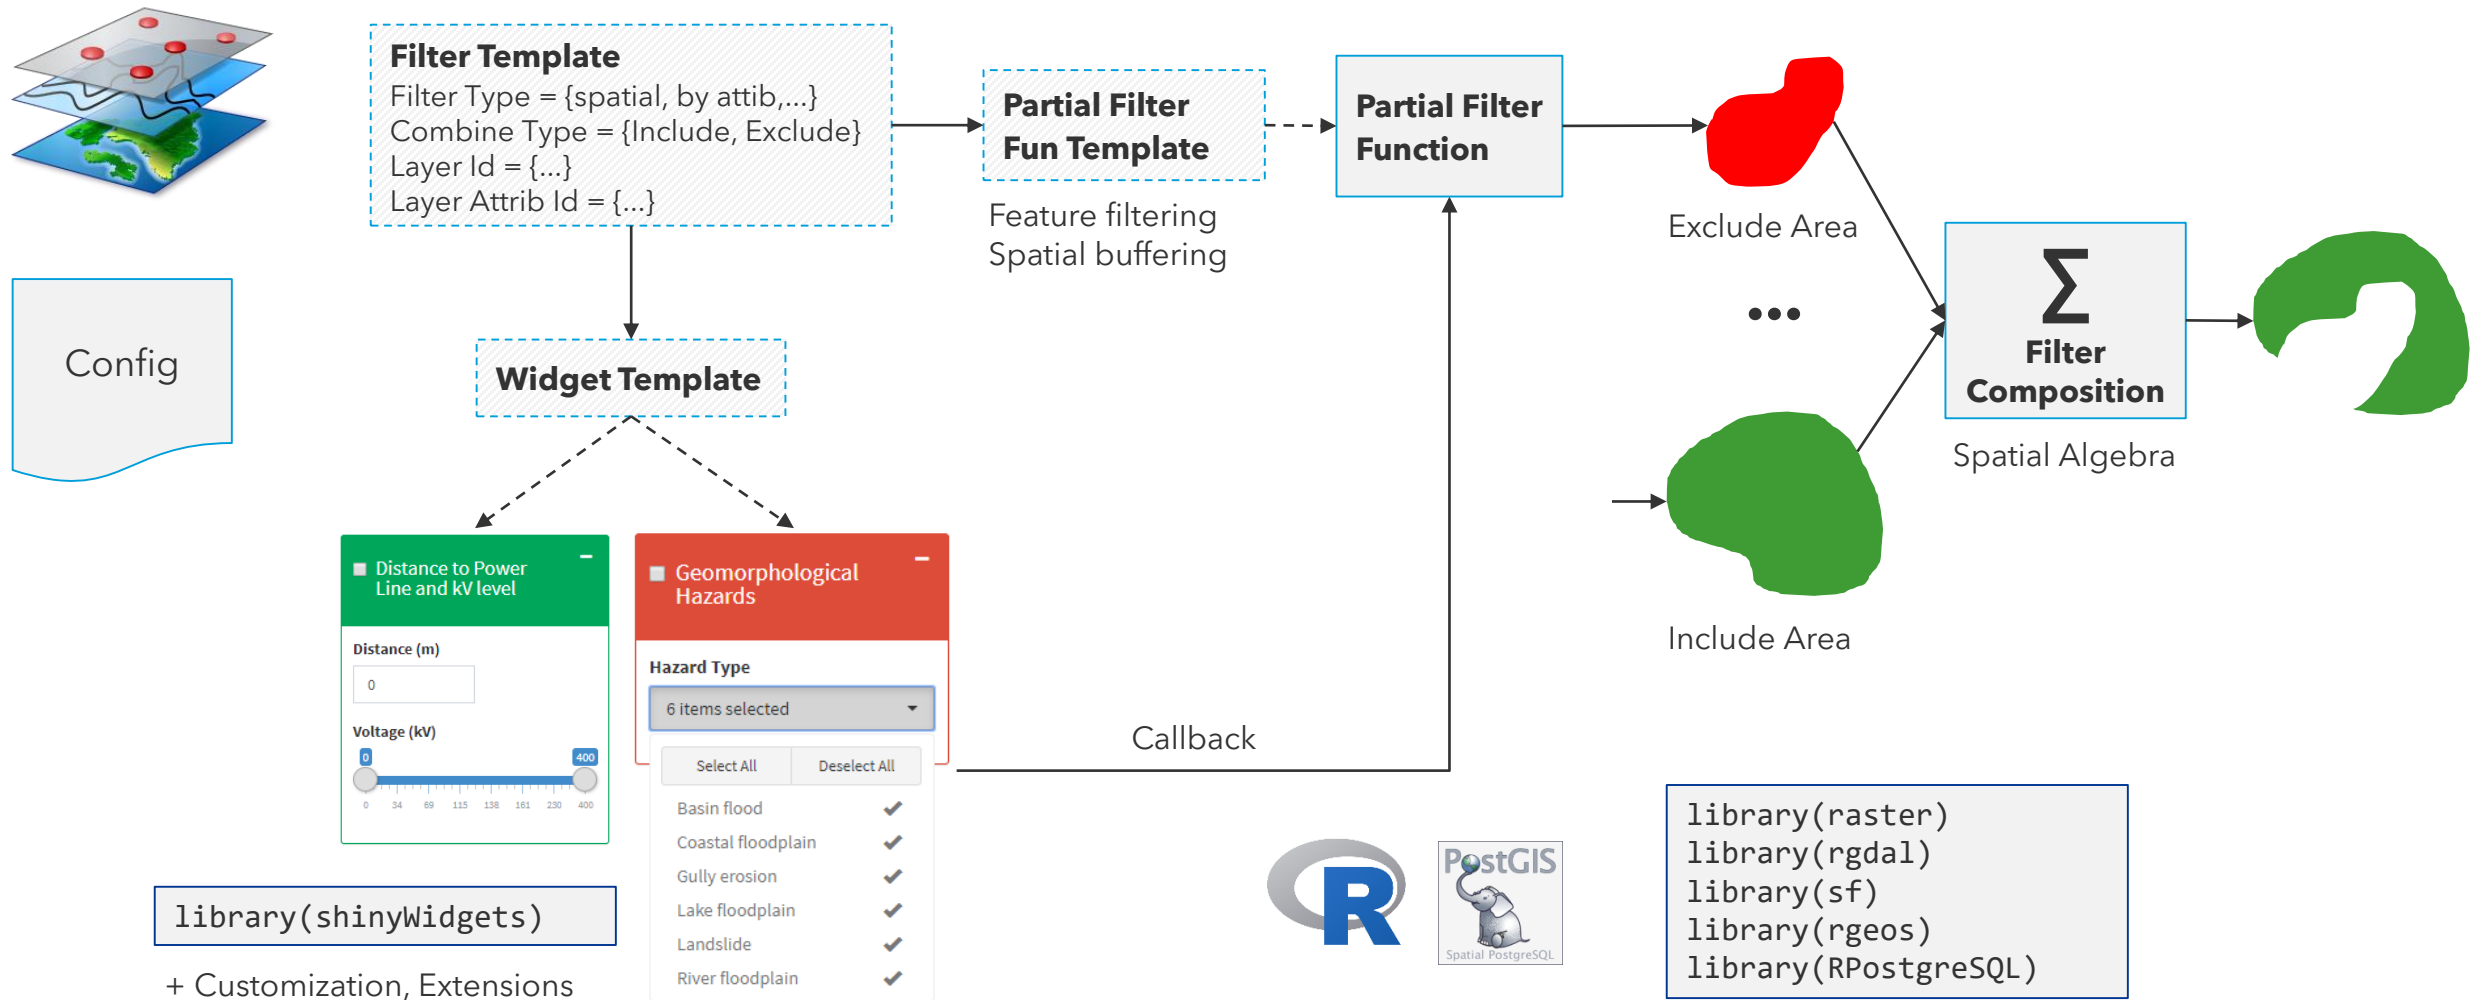 Filter Template
Filter Type = {spatial, by attib,...}
Combine Type = {Include, Exclude}
Layer Id = {...}
Layer Attrib Id = {...}
Partial Filter
Fun Template
Feature filtering
Spatial buffering
Partial Filter
Function
Exclude Area
...
Include Area
Σ
Filter
Composition
Spatial Algebra
Config
Widget Template
Distance to Power
Line and kV level
Distance (m)
0
Voltage (kV)
0 400
0 34 69 115 138 161 230 400
Geomorphological
Hazards
Hazard Type
6 items selected
Select All Deselect All
Basin flood
Coastal floodplain
Gully erosion
Lake floodplain
Landslide
River floodplain
Callback
library(shinyWidgets)
+ Customization, Extensions
R
PostGIS
Spatial PostgreSQL
library(raster)
library(rgdal)
library(sf)
library(rgeos)
library(RPostgreSQL)